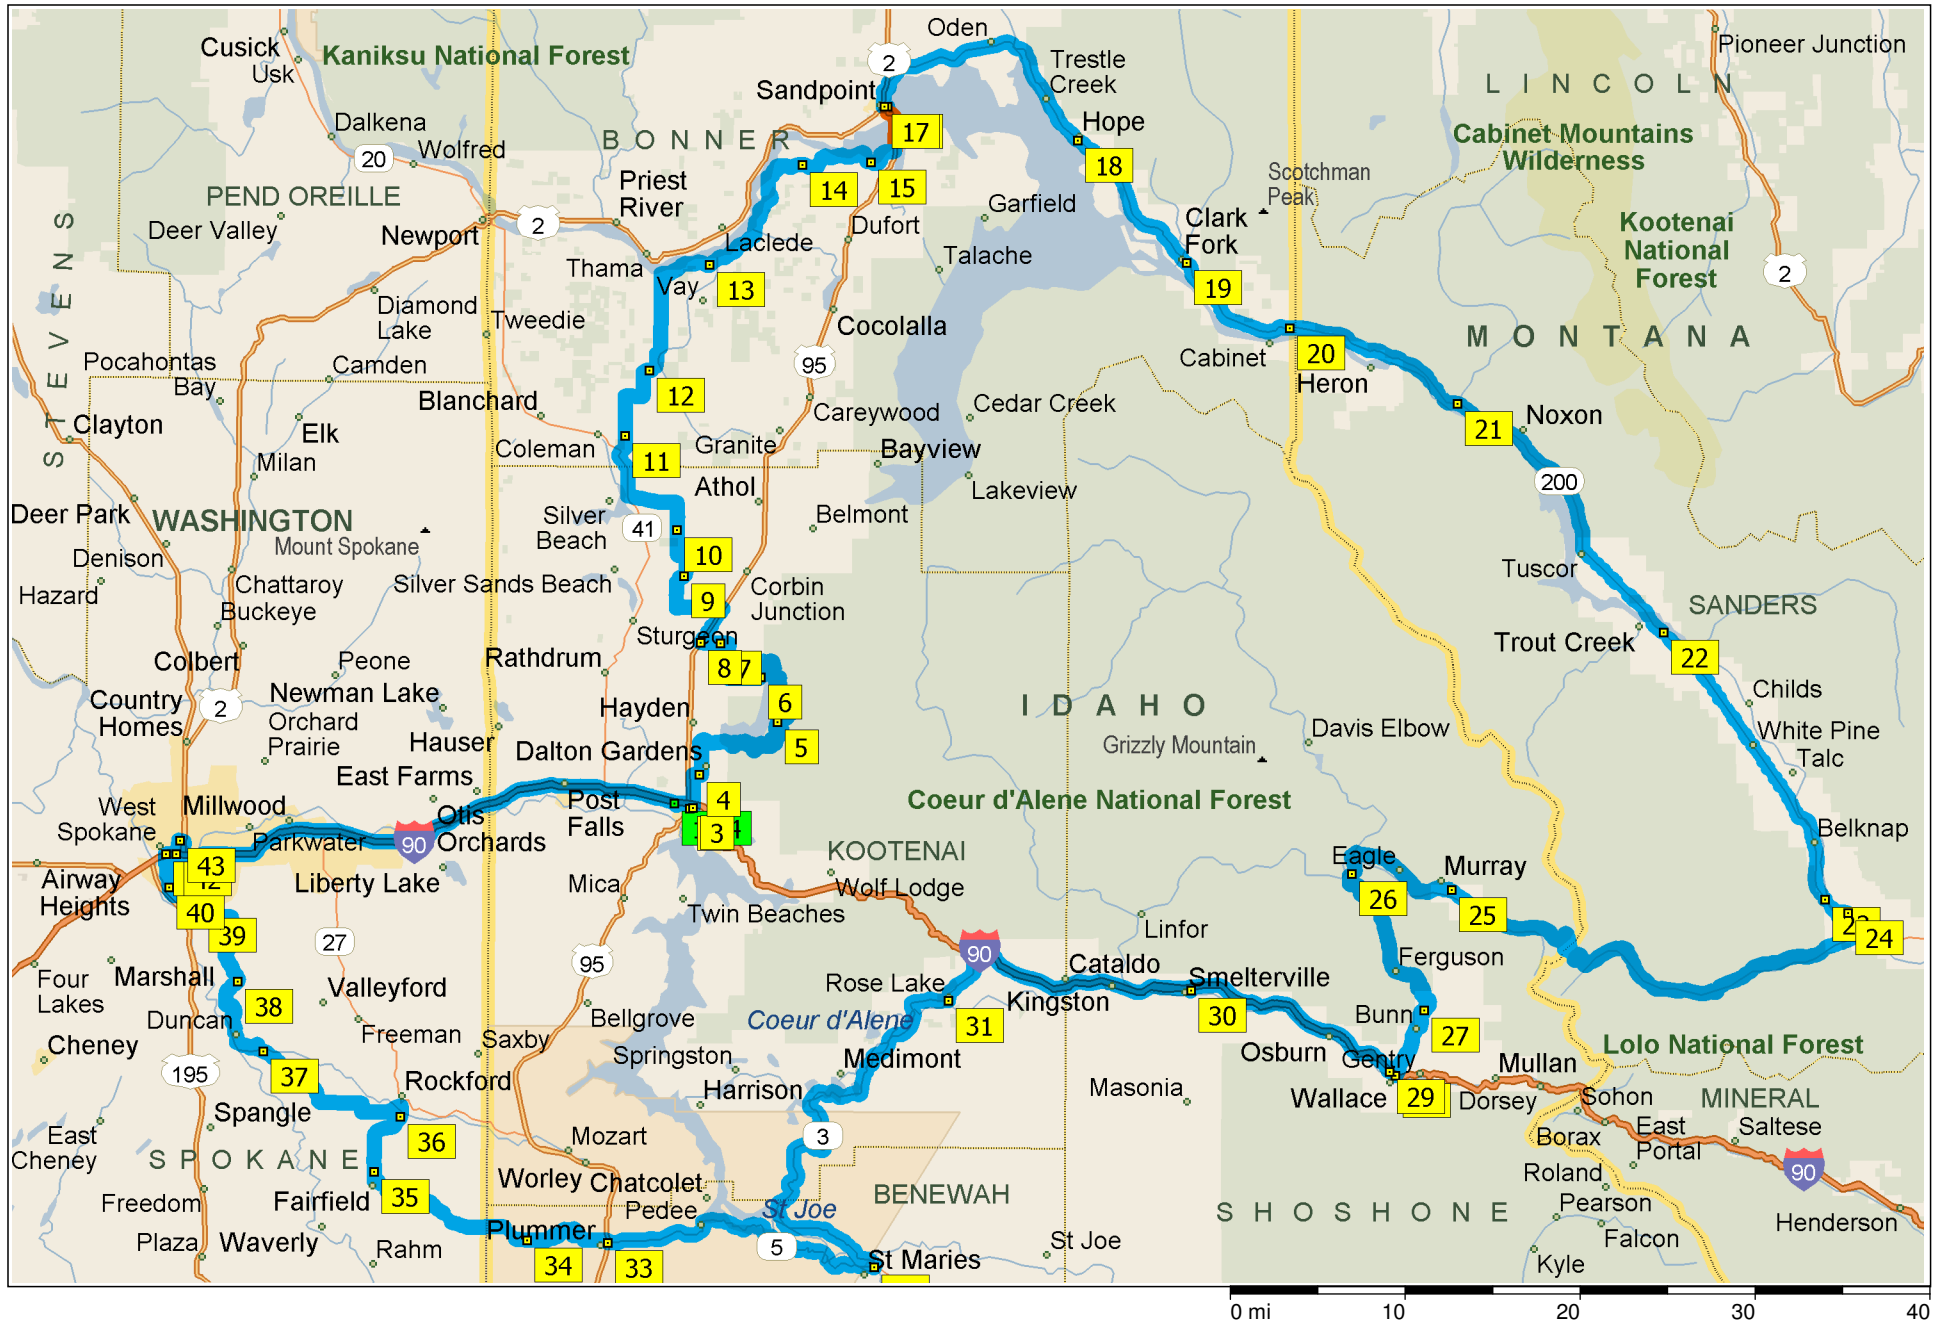 Cusick
Usk
Kaniksu National Forest
Oden
2
Trestle
Creek
Pioneer Junction
LINCOLN
Sandpoint
Dalkena
Wolfred
20
BONNER
17
Hope
18
Cabinet Mountains
Wilderness
Scotchman
Peak
PEND OREILLE
Deer Valley
Priest
River
14
15
Garfield
Dufort
Clark
Fork
Kootenai
National
Forest
STEVENS
Newport
2
Laclede
Talache
2
Thama
Vay
13
19
Diamond
Lake
Tweedie
Cocolalla
MONTANA
Pocahontas
Bay
Camden
95
Cabinet
20
Heron
Blanchard
12
Careywood
Cedar Creek
Clayton
Elk
Coleman
Granite
Bayview
21
Noxon
Milan
11
Athol
Lakeview
200
Deer Park
WASHINGTON
Mount Spokane
Silver
Beach
41
Belmont
Denison
10
Tuscor
Hazard
Chattaroy
Buckeye
Silver Sands Beach
9
Corbin
Junction
SANDERS
Sturgeon
Trout Creek
22
Colbert
Peone
Rathdrum
8
7
Country
Homes
2
Newman Lake
Orchard
Prairie
Hayden
6
IDAHO
Childs
Hauser
Dalton Gardens
5
Grizzly Mountain
Davis Elbow
White Pine
Talc
East Farms
West
Spokane
Millwood
Otis
Orchards
Post
Falls
4
3
Coeur d'Alene National Forest
Belknap
Parkwater
90
43
KOOTENAI
Eagle
Murray
Airway
Heights
Liberty Lake
Mica
Wolf Lodge
26
25
40
39
Twin Beaches
24
27
Linfor
Four
Lakes
Marshall
Valleyford
95
90
Cataldo
Ferguson
Rose Lake
Kingston
Smelterville
38
Duncan
Freeman
Bellgrove
Coeur d'Alene
31
30
Bunn
27
Cheney
Saxby
Springston
Medimont
Osburn
Gentry
Mullan
Lolo National Forest
195
37
Rockford
Harrison
Masonia
Wallace
29
Dorsey
Sohon
MINERAL
Spangle
East
Cheney
36
Mozart
3
Borax
East
Portal
Saltese
SPOKANE
Worley
Chatcolet
Roland
90
Freedom
Fairfield
35
Pedee
St Joe
BENEWAH
SHOSHONE
Pearson
Henderson
Plaza
Waverly
Rahm
Plummer
34
33
5
St Maries
St Joe
Falcon
Kyle
0 mi
10
20
30
40